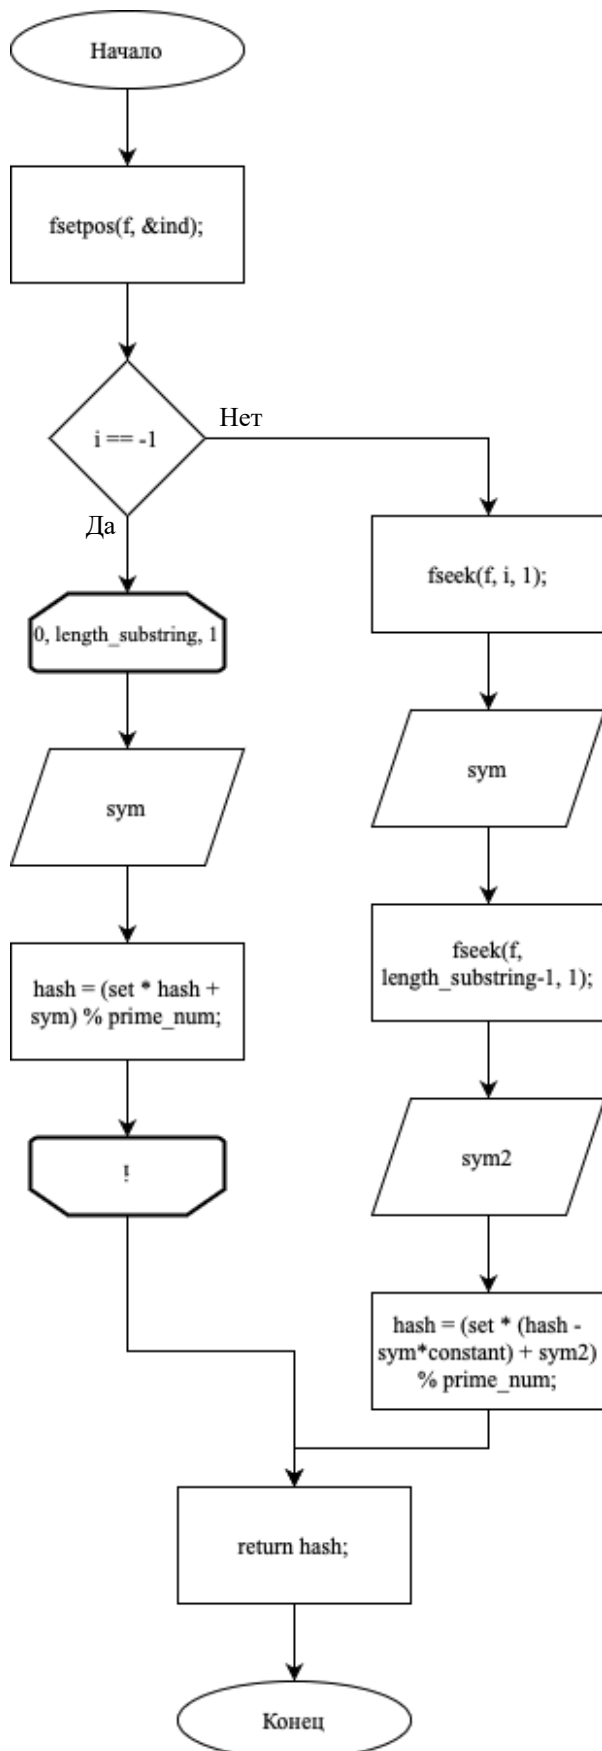 Начало
fsetpos(f, &ind);
i == -1
Нет
Да
0, length_substring, 1
sym
hash = (set * hash +
sym) % prime_num;
!
fseek(f, i, 1);
sym
fseek(f,
length_substring-1, 1);
sym2
hash = (set * (hash -
sym*constant) + sym2)
% prime_num;
return hash;
Конец